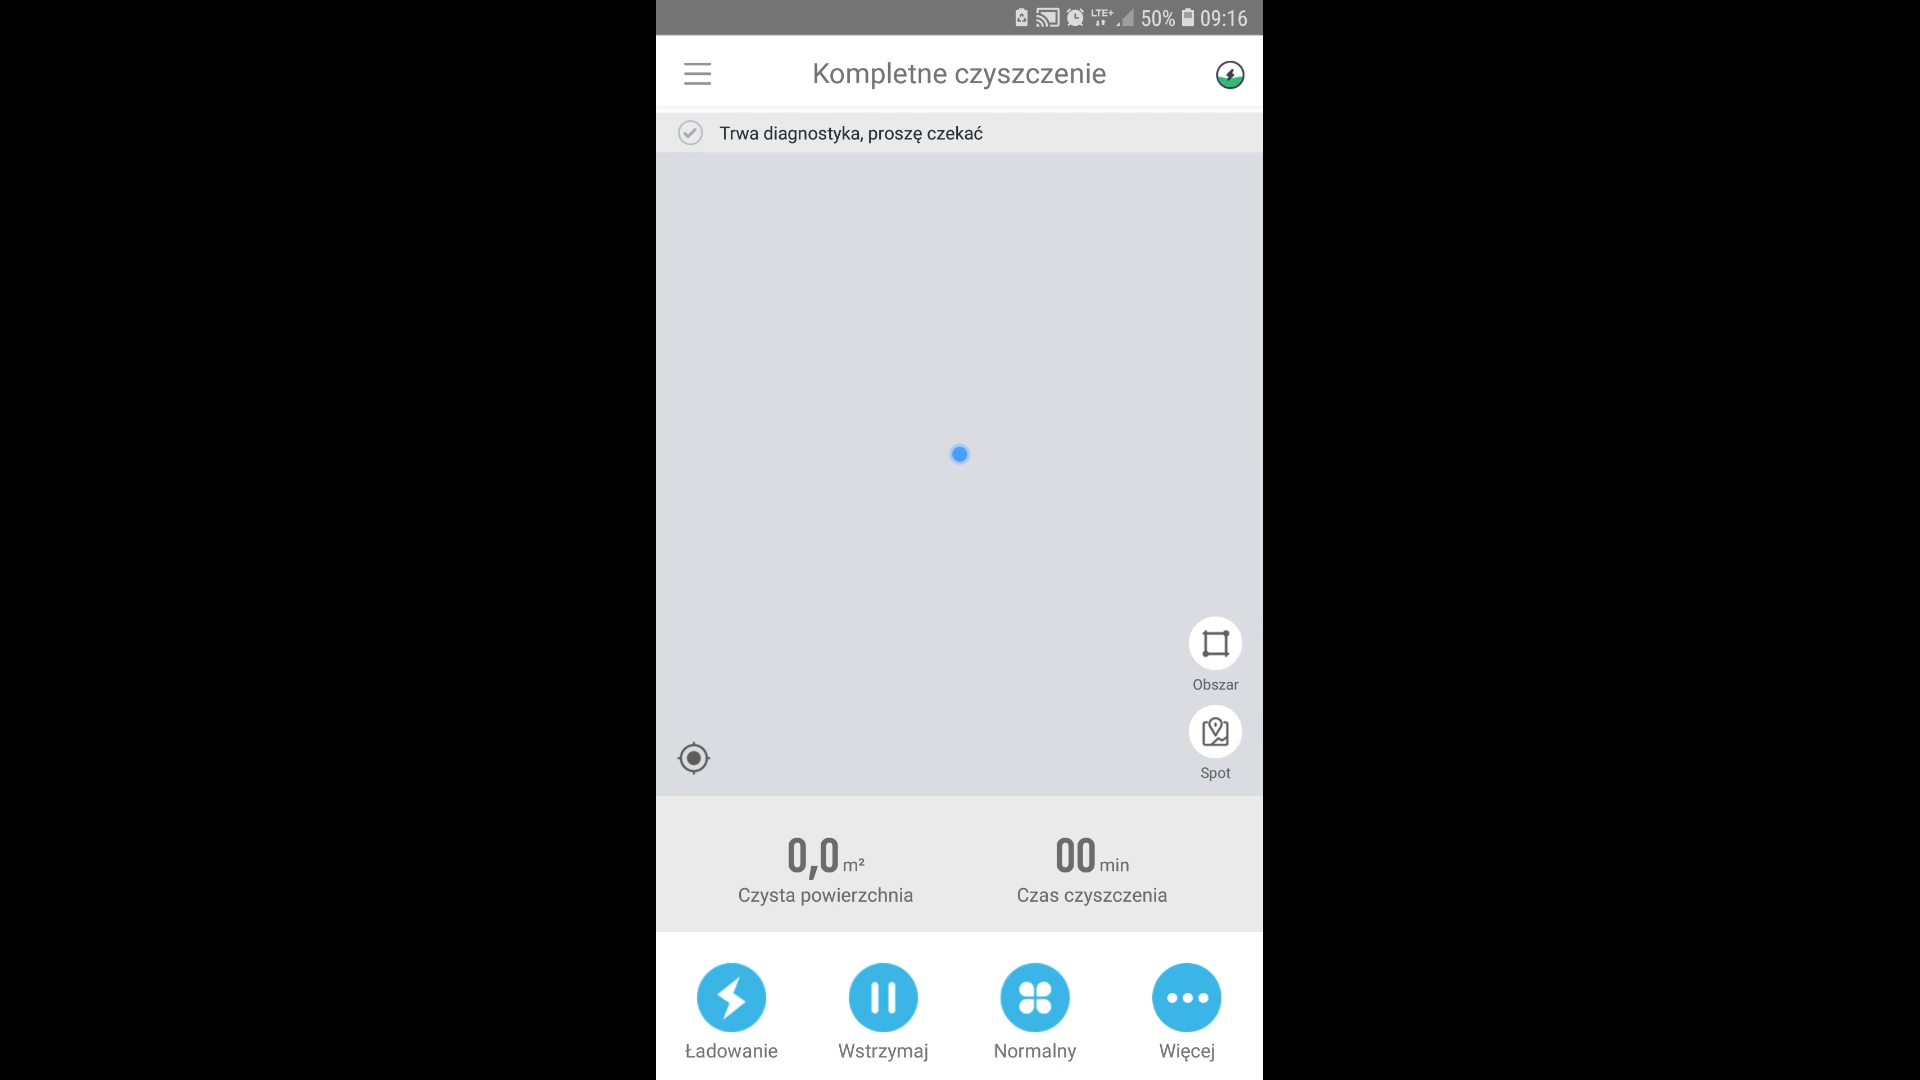 LTE+ 50% 09:16
Kompletne czyszczenie
Trwa diagnostyka, proszę czekać
Obszar
Spot
0,0 m² 00 min
Czysta powierzchnia Czas czyszczenia
Ładowanie Wstrzymaj Normalny Więcej